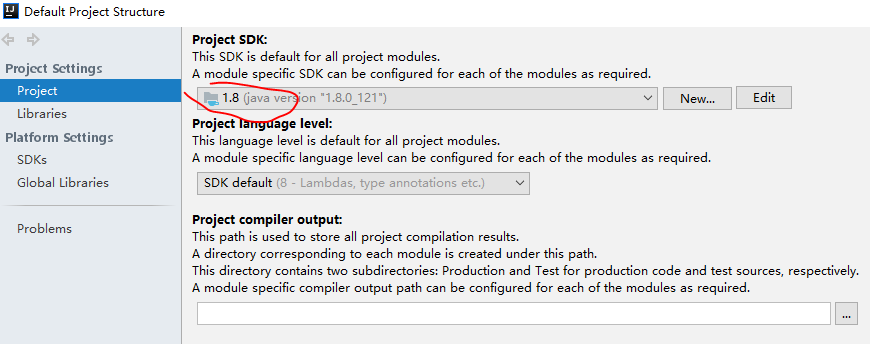 Default Project Structure
Project Settings
Project
Libraries
Platform Settings
SDKs
Global Libraries
Problems
Project SDK:
This SDK is default for all project modules.
A module specific SDK can be configured for each of the modules as required.
1.8 (java version "1.8.0_121")
New...
Edit
Project language level:
This language level is default for all project modules.
A module specific language level can be configured for each of the modules as required.
SDK default (8 - Lambdas, type annotations etc.)
Project compiler output:
This path is used to store all project compilation results.
A directory corresponding to each module is created under this path.
This directory contains two subdirectories: Production and Test for production code and test sources, respectively.
A module specific compiler output path can be configured for each of the modules as required.
...